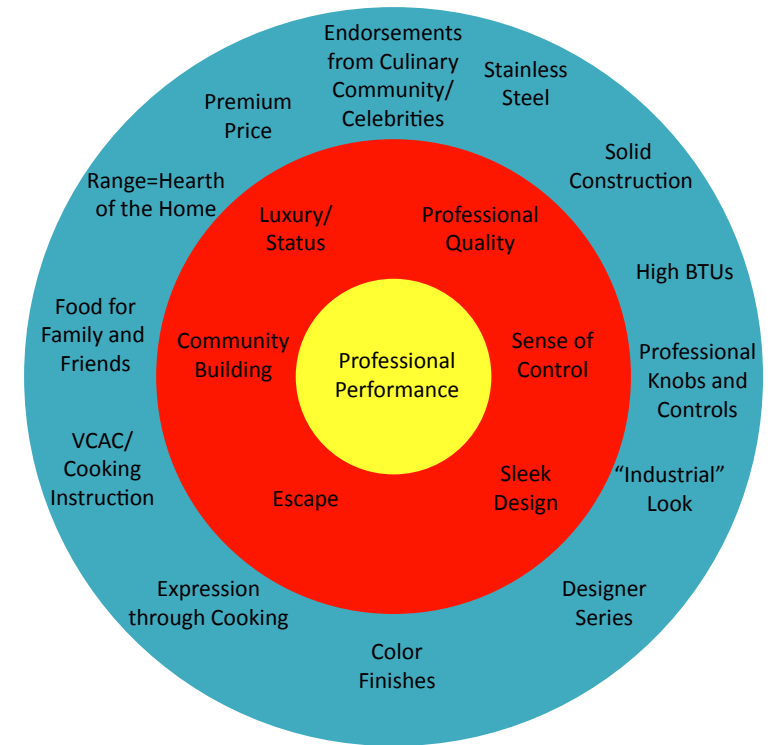 Endorsements
from Culinary
Community/
Celebrities
Stainless
Steel
Premium
Price
Solid
Construction
Range=Hearth
of the Home
Luxury/
Status
Professional
Quality
High BTUs
Food for
Family and
Friends
Community
Building
Professional
Performance
Sense of
Control
Professional
Knobs and
Controls
VCAC/
Cooking
Instruction
Escape
Sleek
Design
“Industrial”
Look
Expression
through Cooking
Designer
Series
Color
Finishes